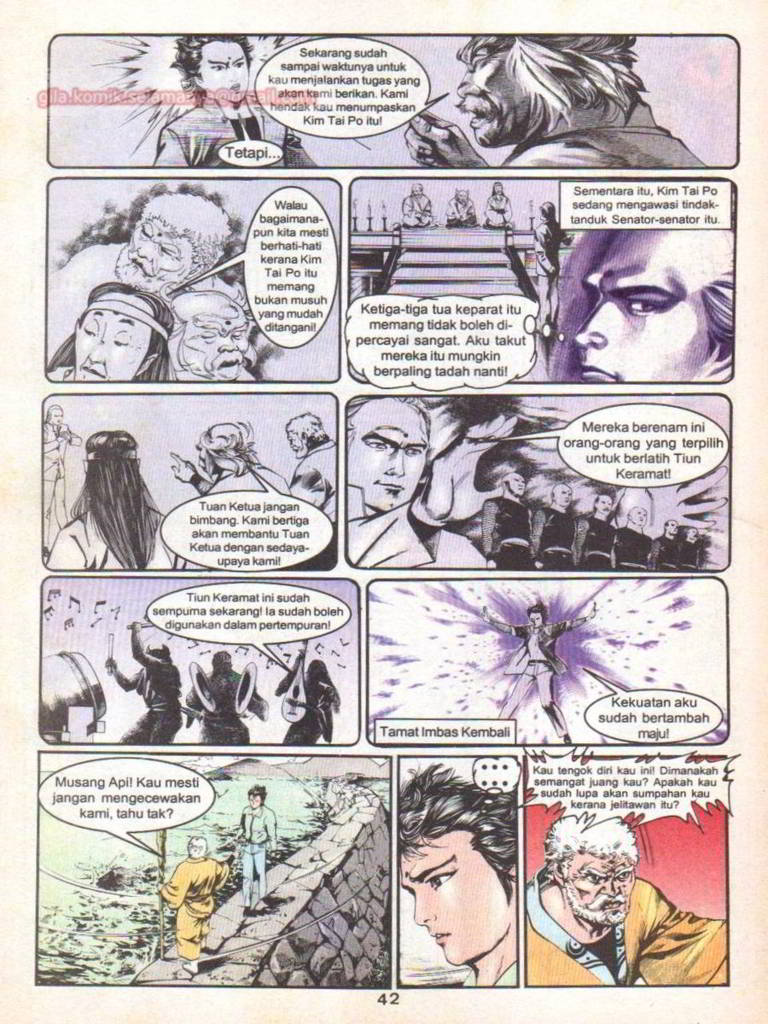 Sekarang sudah
sampai waktunya untuk
kau menjalankan tugas yang
akan kami berikan. Kami
hendak kau menumpaskan
Kim Tai Po itu!
Tetapi...
Walau
bagaimana-
pun kita mesti
berhati-hati
kerana Kim
Tai Po itu
memang
bukan musuh
yang mudah
ditangani!
Sementara itu, Kim Tai Po
sedang mengawasi tindak-
tanduk Senator-senator itu.
Ketiga-tiga tua keparat itu
memang tidak boleh di-
percayai sangat. Aku takut
mereka itu mungkin
berpaling tadah nanti!
Tuan Ketua jangan
bimbang. Kami bertiga
akan membantu Tuan
Ketua dengan sedaya-
upaya kami!
Mereka berenam ini
orang-orang yang terpilih
untuk berlatih Tiun
Keramat!
Tiun Keramat ini sudah
sempurna sekarang! Ia sudah boleh
digunakan dalam pertempuran!
Kekuatan aku
sudah bertambah
maju!
Tamat Imbas Kembali
Musang Api! Kau mesti
jangan mengecewakan
kami, tahu tak?
Kau tengok diri kau ini! Dimanakah
semangat juang kau? Apakah kau
sudah lupa akan sumpahan kau
kerana jelitawan itu?
42